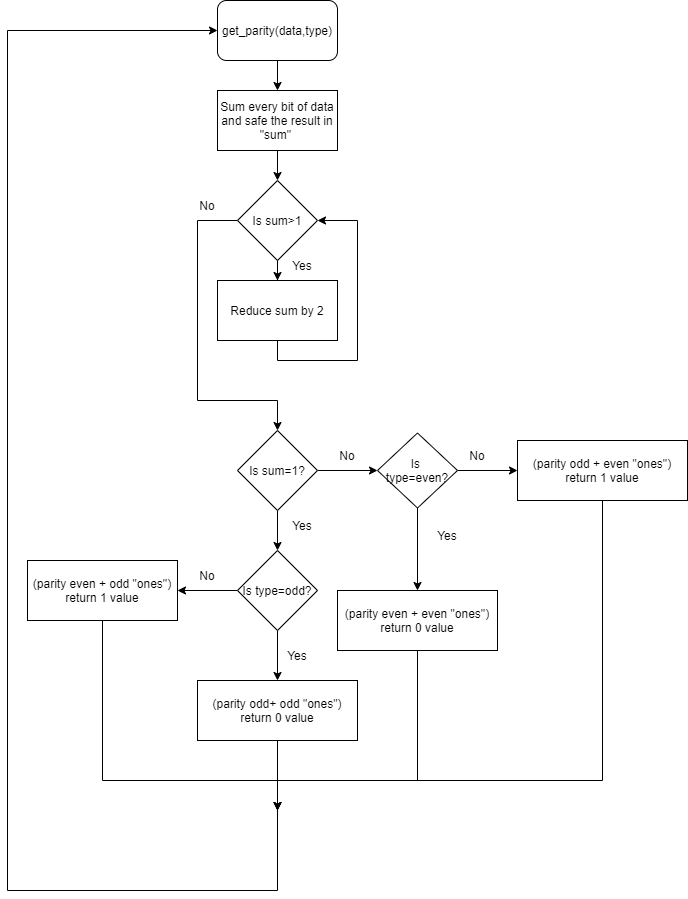 get_parity(data,type)
Sum every bit of data
and safe the result in
"sum"
No
Is sum>1
Yes
Reduce sum by 2
Is sum=1?
No
Is
type=even?
No
(parity odd + even "ones")
return 1 value
Yes
Yes
(parity even + odd "ones")
return 1 value
No
Is type=odd?
(parity even + even "ones")
return 0 value
Yes
(parity odd+ odd "ones")
return 0 value